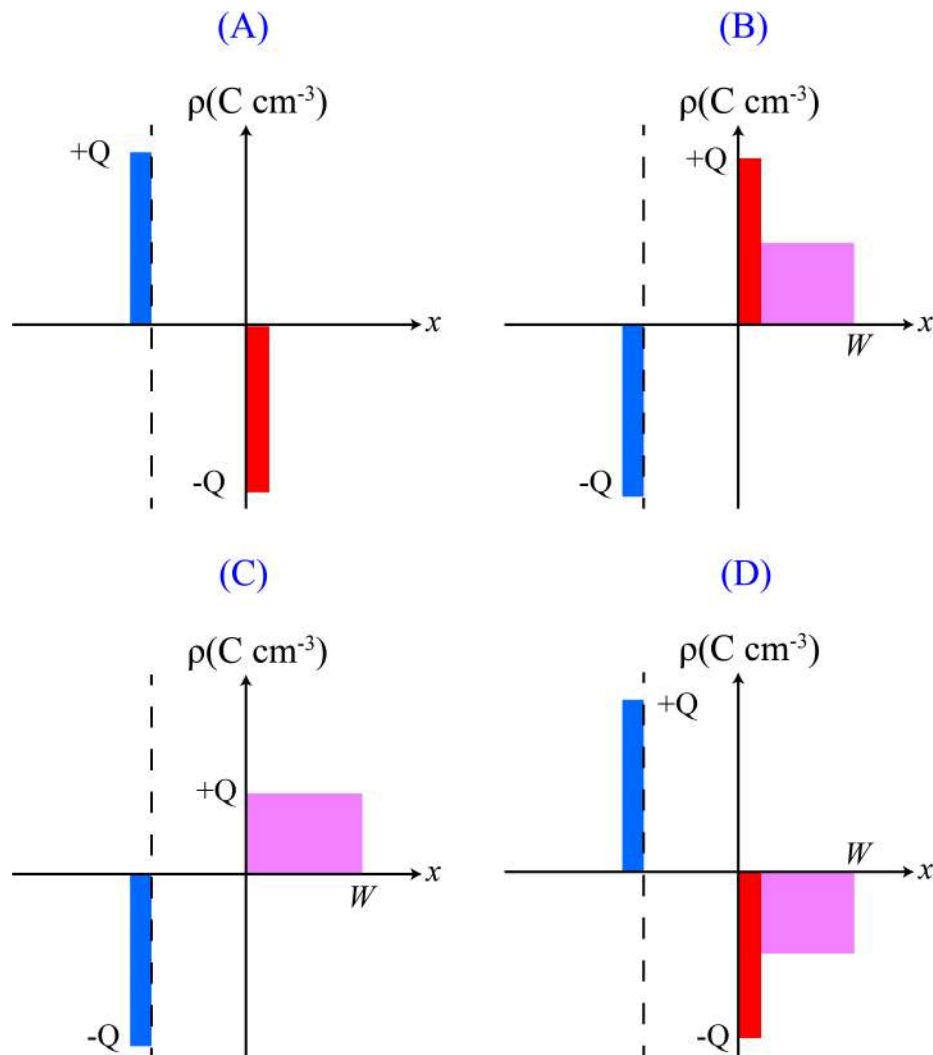 (A)
ρ(C cm⁻³)
+Q
x
-Q
(B)
ρ(C cm⁻³)
+Q
x
W
-Q
(C)
ρ(C cm⁻³)
+Q
x
W
-Q
(D)
ρ(C cm⁻³)
+Q
W
x
-Q